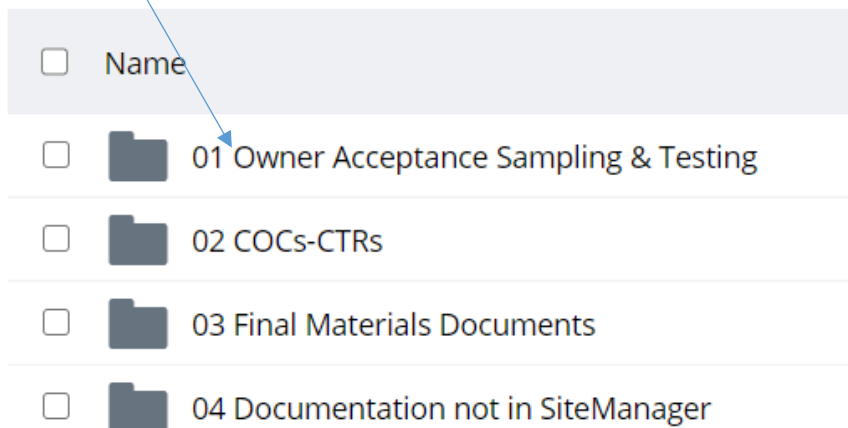 Name
01 Owner Acceptance Sampling & Testing
02 COCs-CTRs
03 Final Materials Documents
04 Documentation not in SiteManager